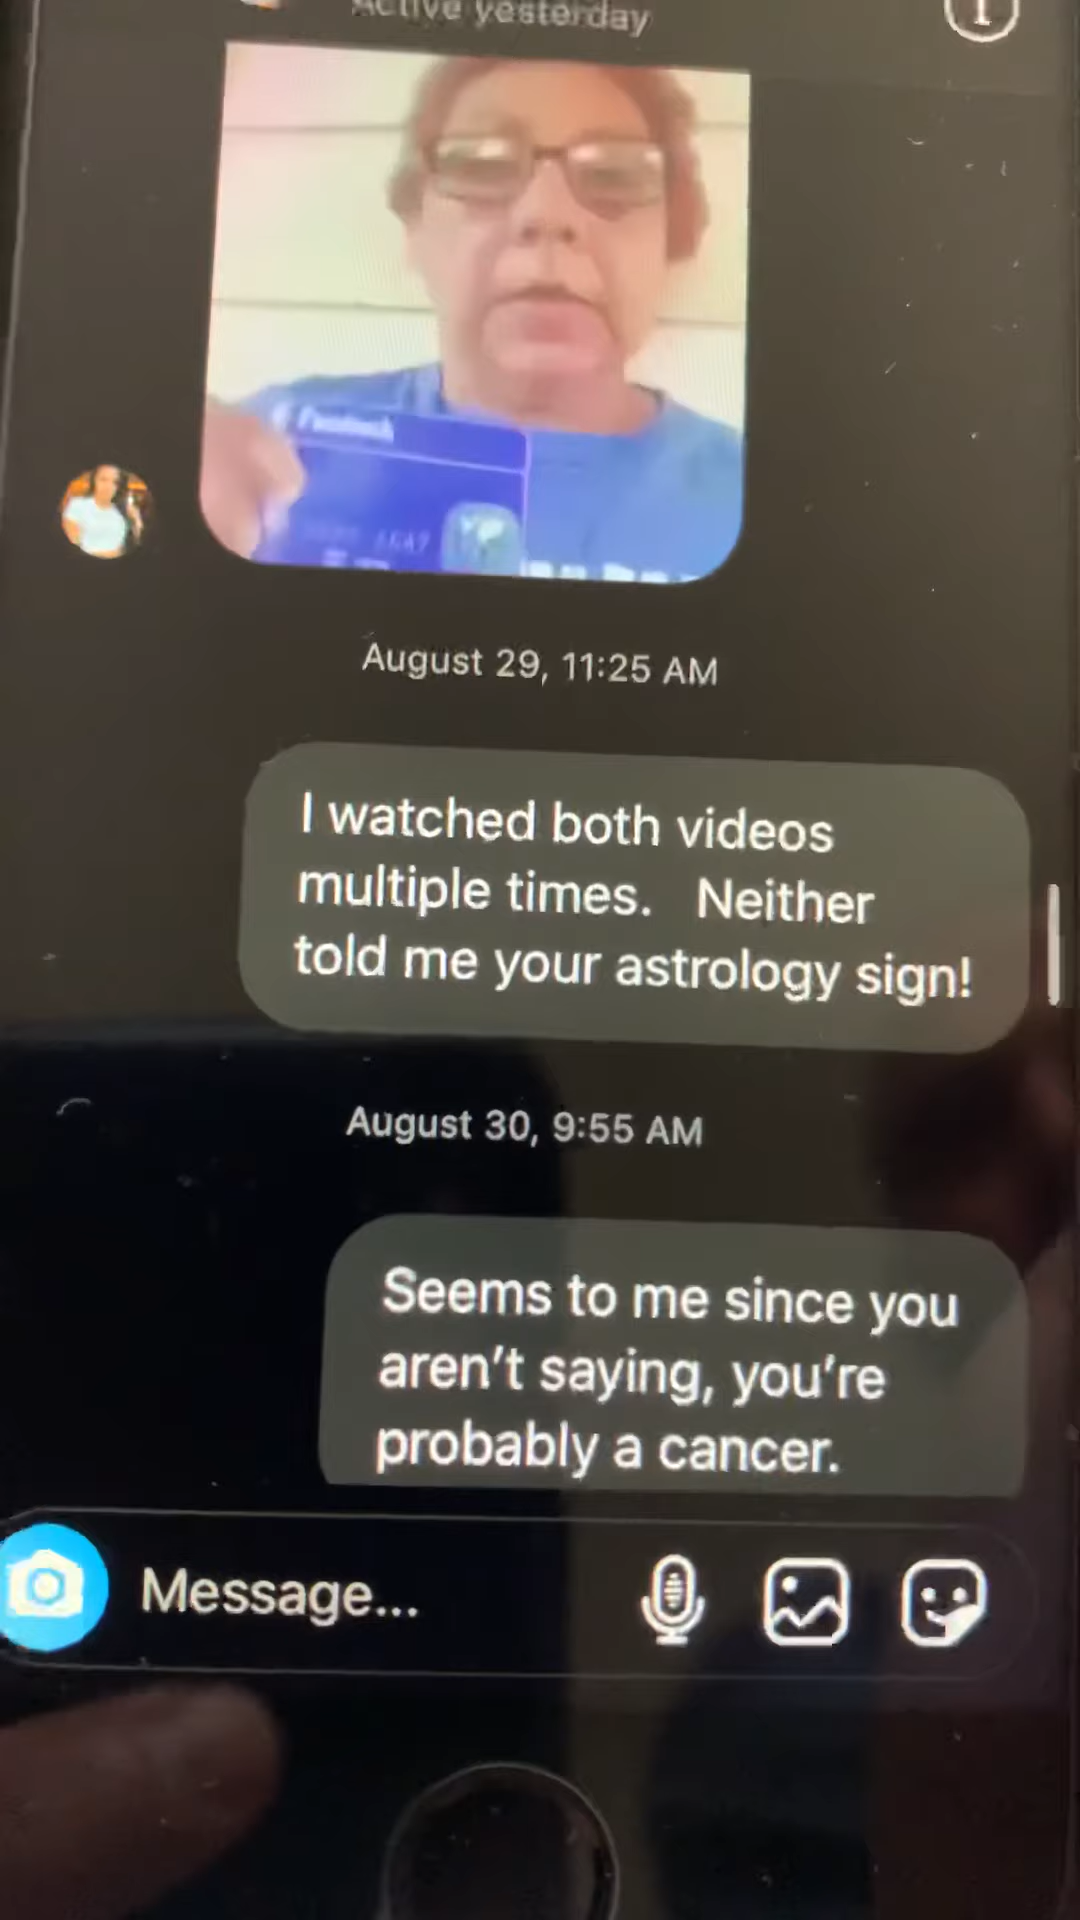 Active yesterday
August 29, 11:25 AM
I watched both videos
multiple times. Neither
told me your astrology sign!
August 30, 9:55 AM
Seems to me since you
aren't saying, you're
probably a cancer.
Message...